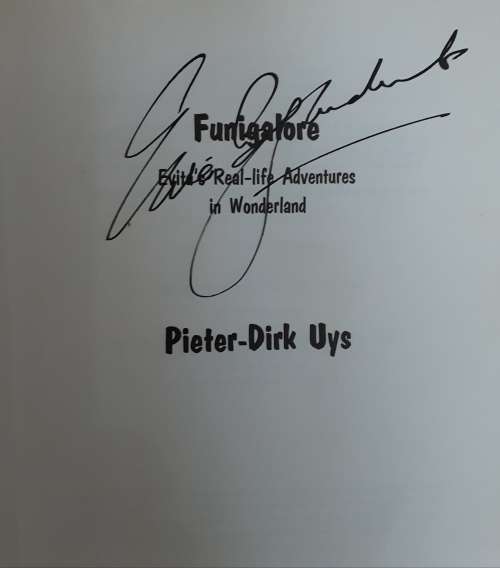 Funigalore
Evita's Real-life Adventures
in Wonderland
Pieter-Dirk Uys